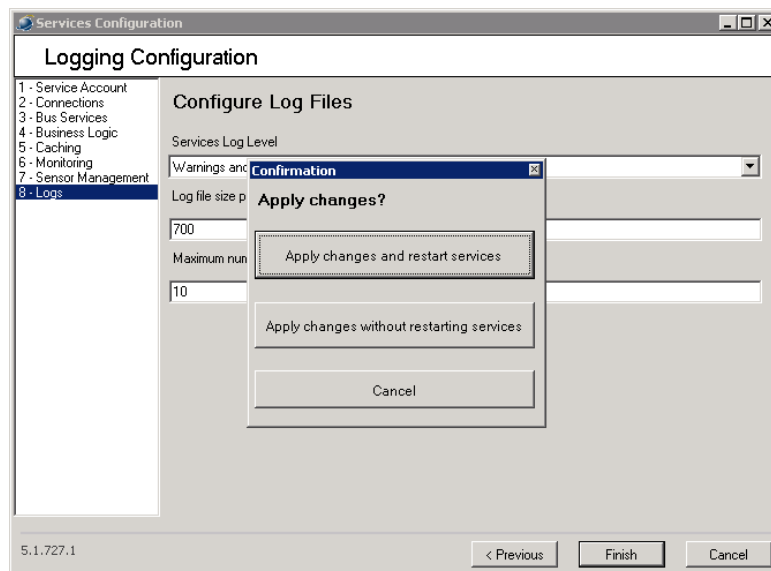 Services Configuration
Logging Configuration
1 - Service Account
2 - Connections
3 - Bus Services
4 - Business Logic
5 - Caching
6 - Monitoring
7 - Sensor Management
8 - Logs
Configure Log Files
Services Log Level
Warnings and
Log file size p
700
Maximum num
10
Confirmation
Apply changes?
Apply changes and restart services
Apply changes without restarting services
Cancel
5.1.727.1
< Previous
Finish
Cancel